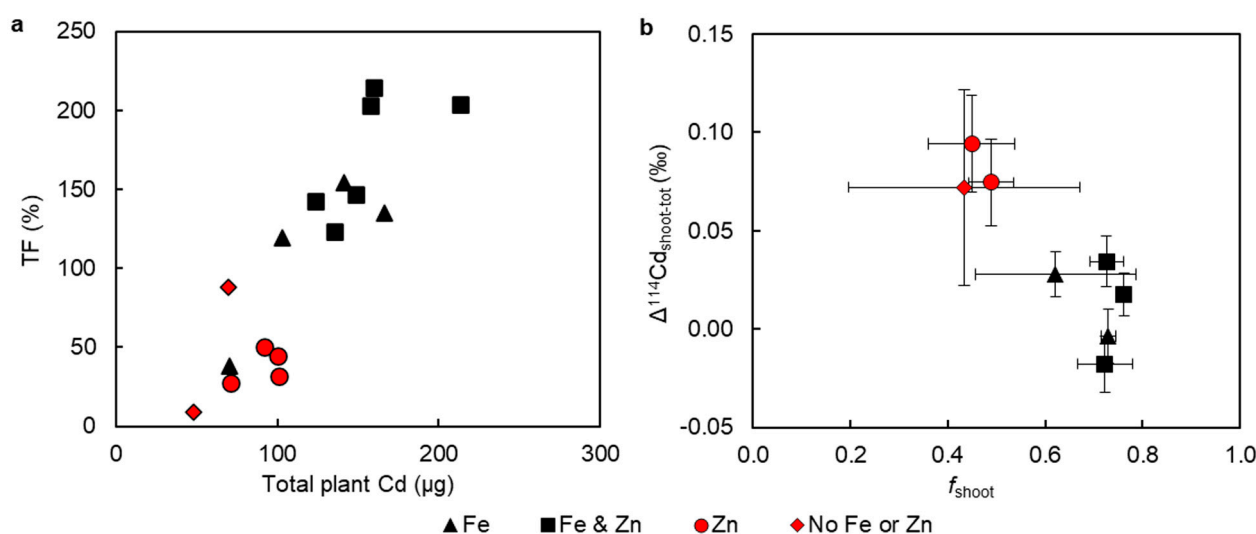 a
250
200
150
100
50
0
TF (%)
0 100 200 300
Total plant Cd (µg)
b
0.15
0.10
0.05
0.00
-0.05
Δ¹¹⁴Cdshoot-tot (‰)
0.0 0.2 0.4 0.6 0.8 1.0
fshoot
Fe Fe & Zn Zn No Fe or Zn